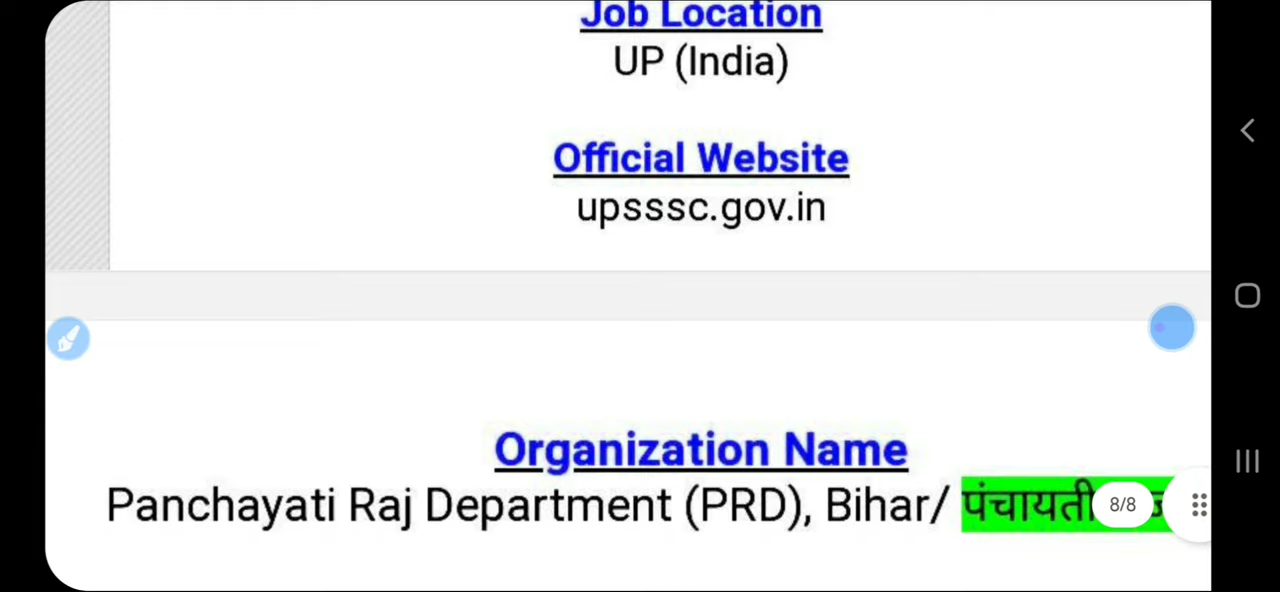 Job Location
UP (India)
Official Website
upsssc.gov.in
Organization Name
Panchayati Raj Department (PRD), Bihar/ पंचायती
8/8